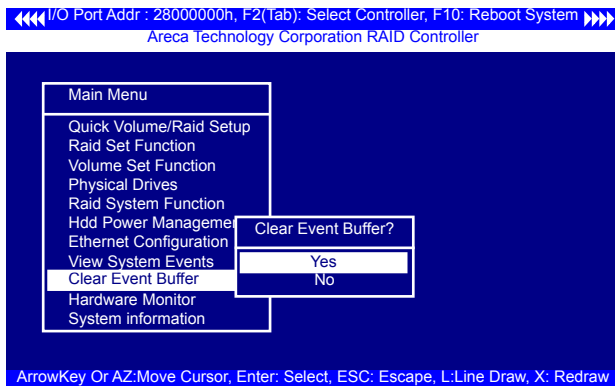 I/O Port Addr : 28000000h, F2(Tab): Select Controller, F10: Reboot System
Areca Technology Corporation RAID Controller
Main Menu
Quick Volume/Raid Setup
Raid Set Function
Volume Set Function
Physical Drives
Raid System Function
Hdd Power Managemen
Ethernet Configuration
View System Events
Clear Event Buffer
Hardware Monitor
System information
Clear Event Buffer?
Yes
No
ArrowKey Or AZ:Move Cursor, Enter: Select, ESC: Escape, L:Line Draw, X: Redraw